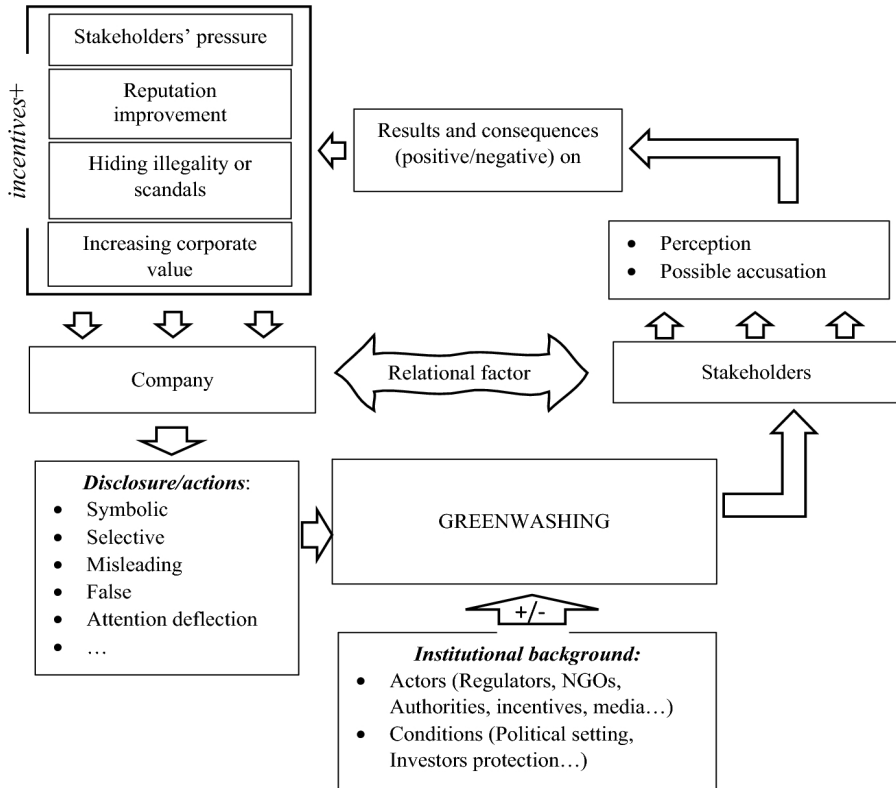 Stakeholders’ pressure
Reputation
improvement
Hiding illegality or
scandals
Increasing corporate
value
incentives+
Results and consequences
(positive/negative) on
• Perception
• Possible accusation
Company
Relational factor
Stakeholders
Disclosure/actions:
• Symbolic
• Selective
• Misleading
• False
• Attention deflection
• …
GREENWASHING
+/-
Institutional background:
• Actors (Regulators, NGOs,
Authorities, incentives, media…)
• Conditions (Political setting,
Investors protection…)